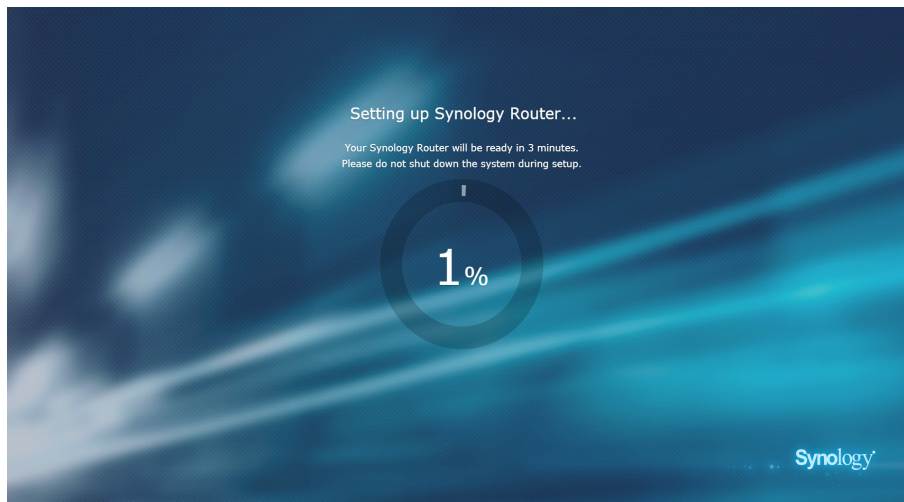 Setting up Synology Router...
Your Synology Router will be ready in 3 minutes.
Please do not shut down the system during setup.
1%
Synology